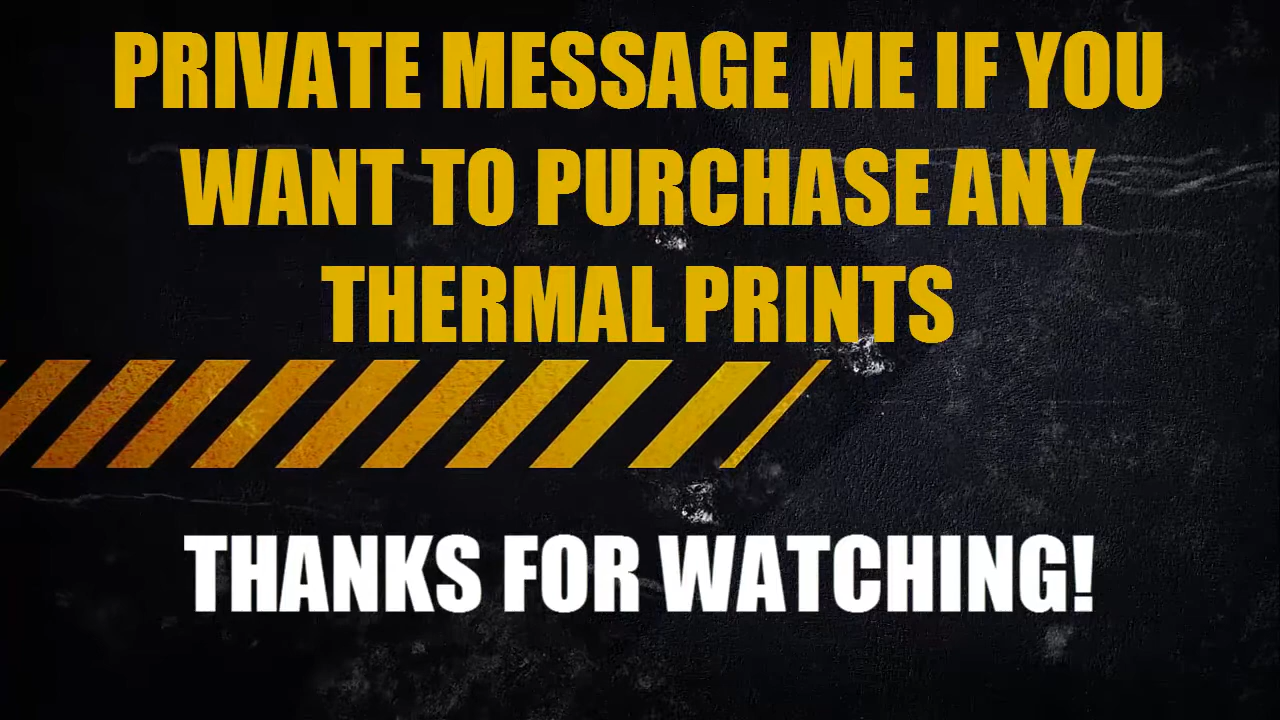 PRIVATE MESSAGE ME IF YOU
WANT TO PURCHASE ANY
THERMAL PRINTS
THANKS FOR WATCHING!